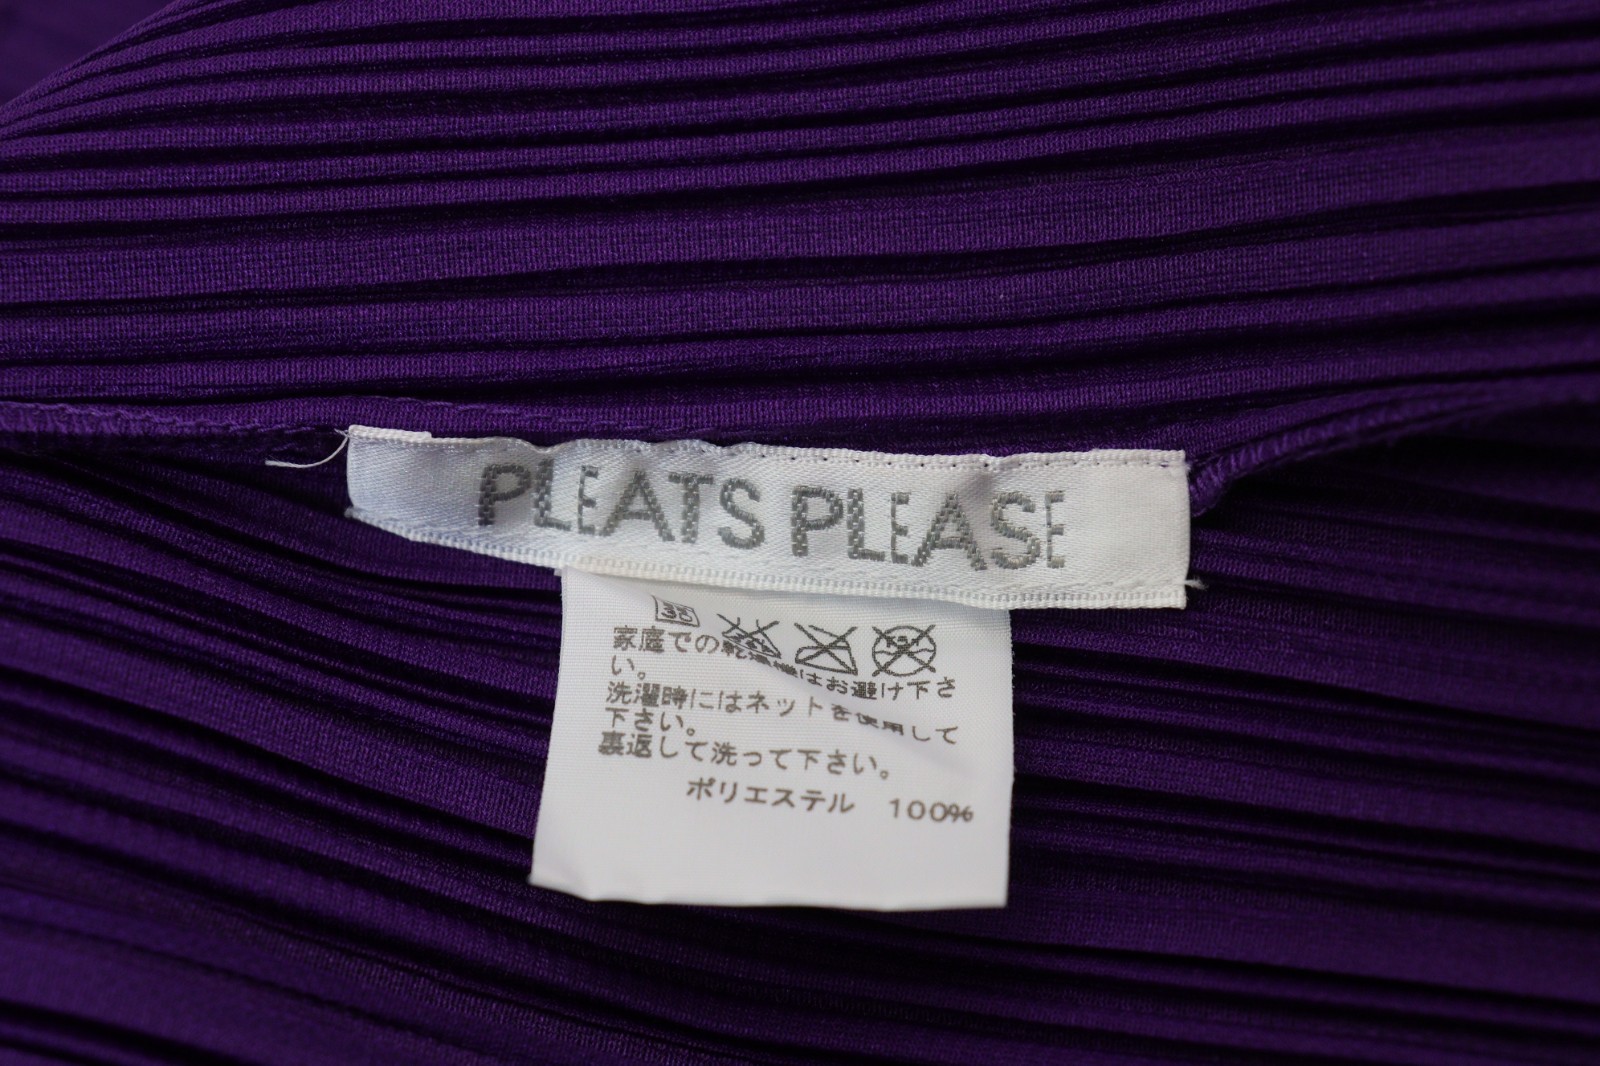 PLEATS PLEASE
家庭での乾燥機はお避け下さ
い。
洗濯時にはネットを使用して
下さい。
裏返して洗って下さい。
ポリエステル 100%